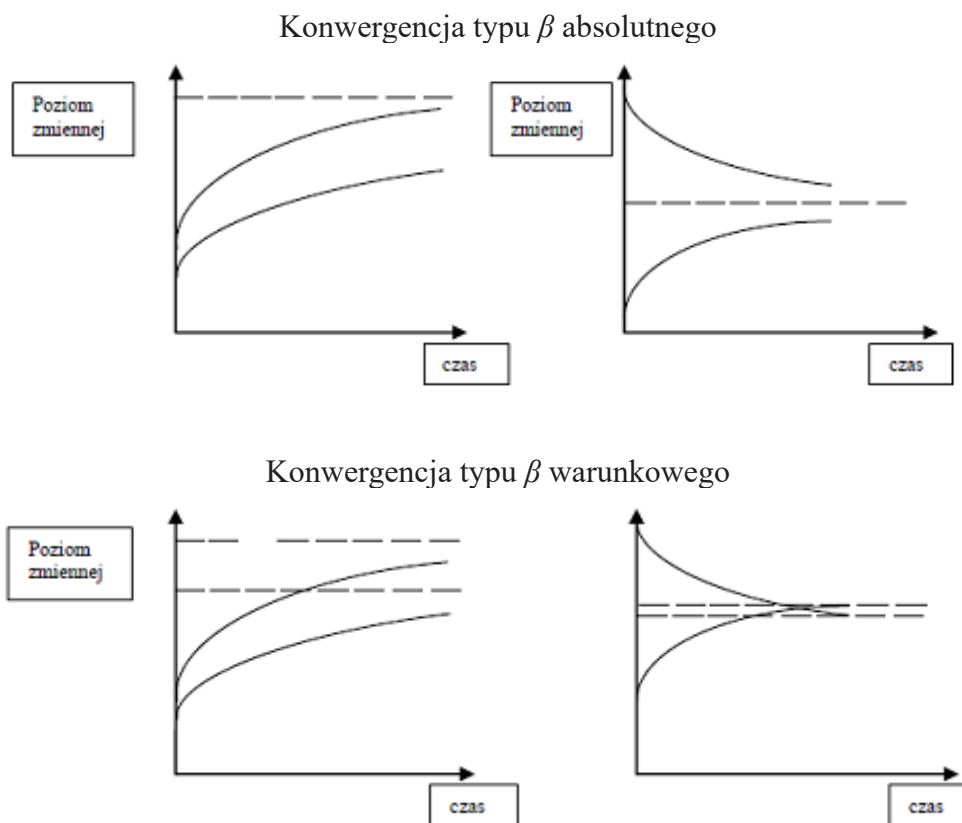 Konwergencja typu β absolutnego
Poziom
zmiennej
Poziom
zmiennej
czas
czas
Konwergencja typu β warunkowego
Poziom
zmiennej
czas
czas